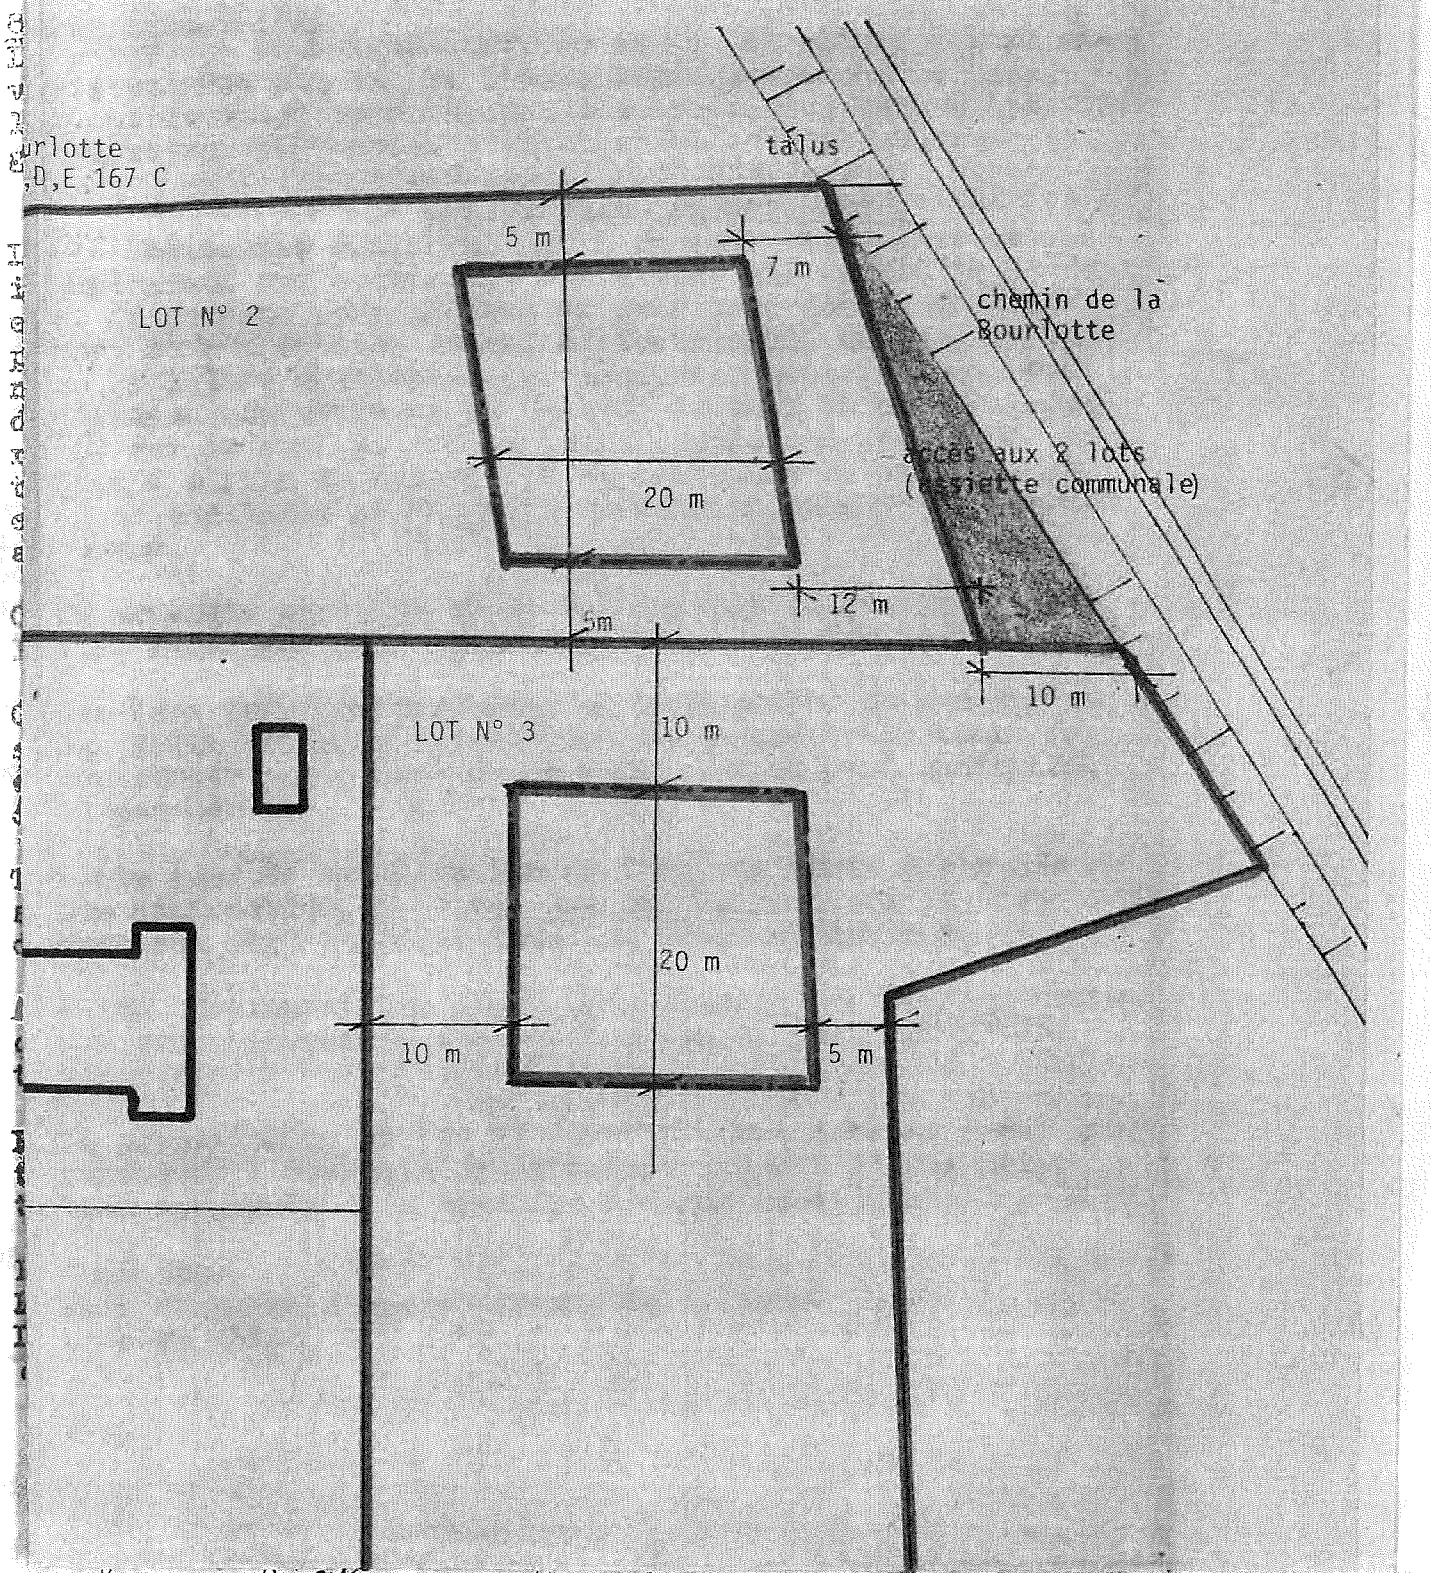 talus
urlotte
,D,E 167 C
5 m
7 m
chemin de la
Bourlotte
LOT N° 2
accès aux 2 lots
(assiette communale)
20 m
12 m
5m
10 m
LOT N° 3
10 m
20 m
10 m
5 m